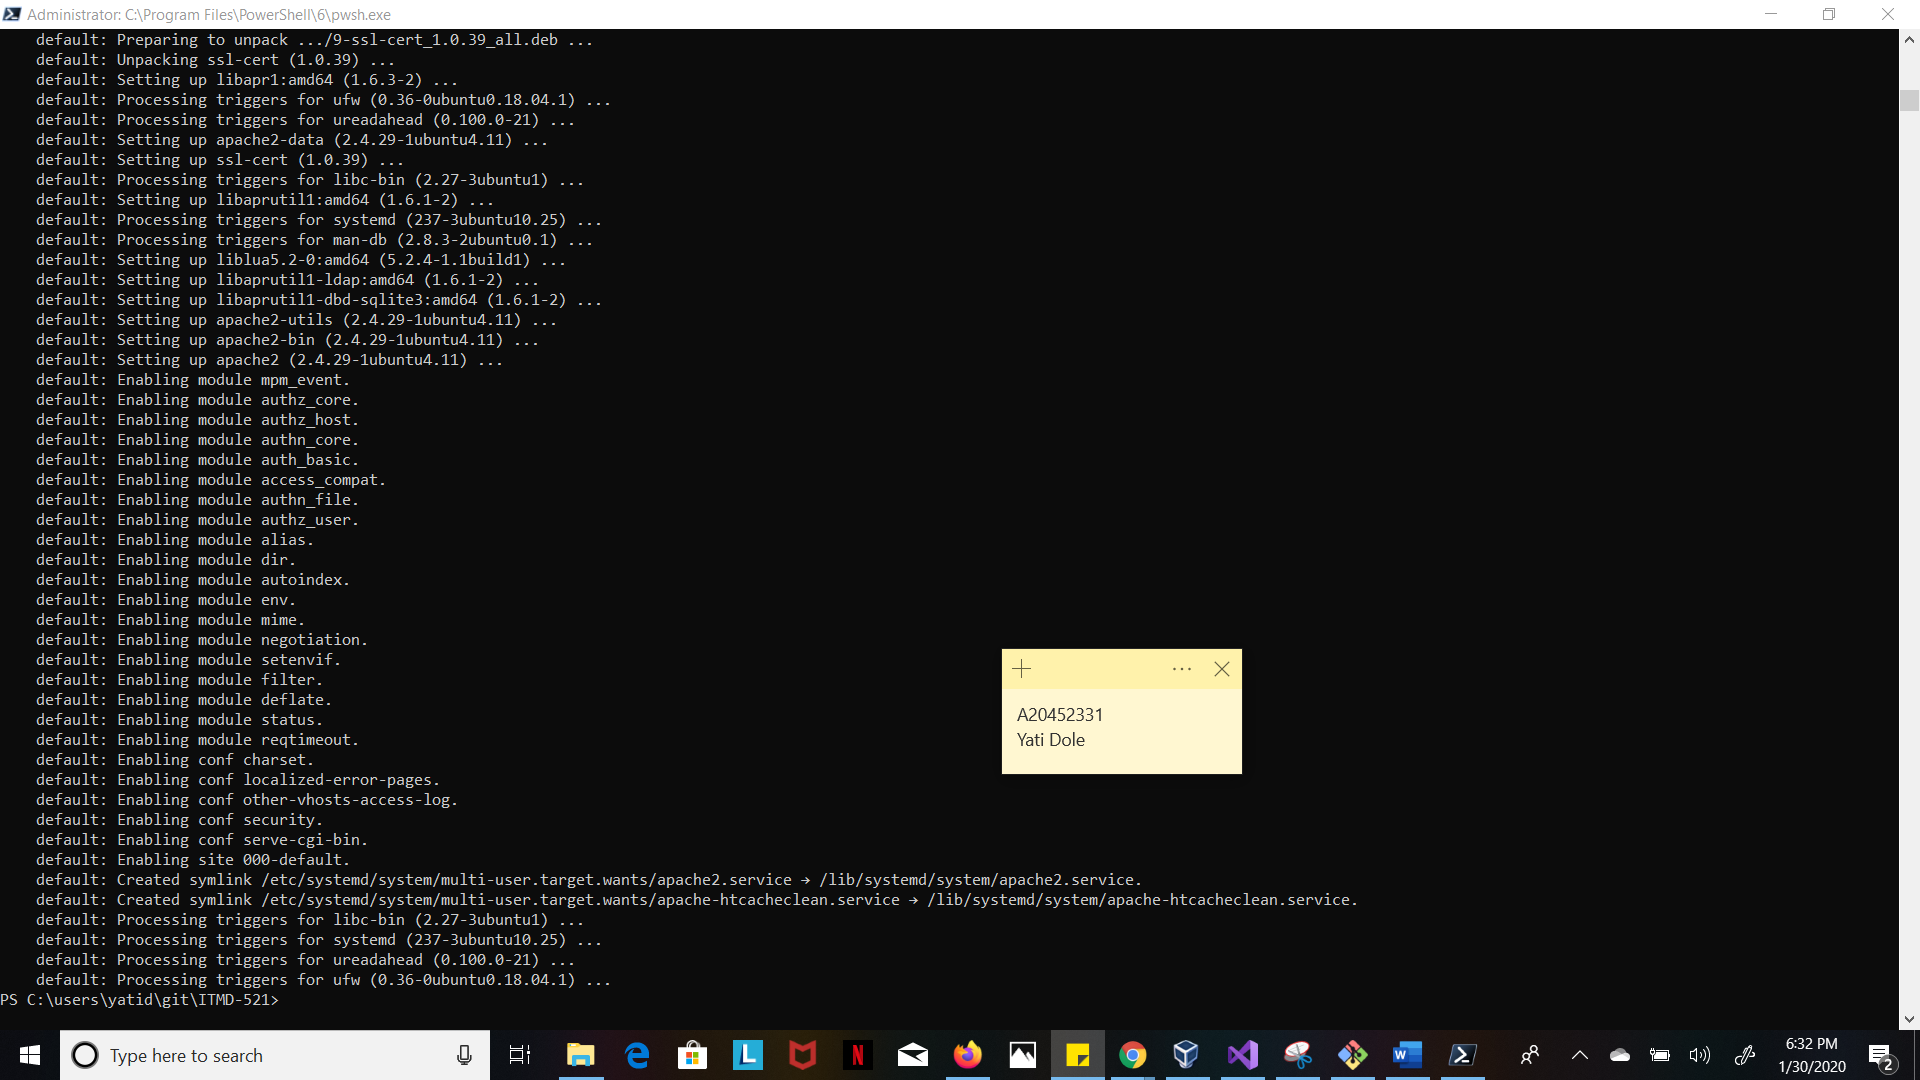 Administrator: C:\Program Files\PowerShell\6\pwsh.exe
default: Preparing to unpack .../9-ssl-cert_1.0.39_all.deb ...
default: Unpacking ssl-cert (1.0.39) ...
default: Setting up libapr1:amd64 (1.6.3-2) ...
default: Processing triggers for ufw (0.36-0ubuntu0.18.04.1) ...
default: Processing triggers for ureadahead (0.100.0-21) ...
default: Setting up apache2-data (2.4.29-1ubuntu4.11) ...
default: Setting up ssl-cert (1.0.39) ...
default: Processing triggers for libc-bin (2.27-3ubuntu1) ...
default: Setting up libaprutil1:amd64 (1.6.1-2) ...
default: Processing triggers for systemd (237-3ubuntu10.25) ...
default: Processing triggers for man-db (2.8.3-2ubuntu0.1) ...
default: Setting up liblua5.2-0:amd64 (5.2.4-1.1build1) ...
default: Setting up libaprutil1-ldap:amd64 (1.6.1-2) ...
default: Setting up libaprutil1-dbd-sqlite3:amd64 (1.6.1-2) ...
default: Setting up apache2-utils (2.4.29-1ubuntu4.11) ...
default: Setting up apache2-bin (2.4.29-1ubuntu4.11) ...
default: Setting up apache2 (2.4.29-1ubuntu4.11) ...
default: Enabling module mpm_event.
default: Enabling module authz_core.
default: Enabling module authz_host.
default: Enabling module authn_core.
default: Enabling module auth_basic.
default: Enabling module access_compat.
default: Enabling module authn_file.
default: Enabling module authz_user.
default: Enabling module alias.
default: Enabling module dir.
default: Enabling module autoindex.
default: Enabling module env.
default: Enabling module mime.
default: Enabling module negotiation.
default: Enabling module setenvif.
default: Enabling module filter.
default: Enabling module deflate.
default: Enabling module status.
default: Enabling module reqtimeout.
default: Enabling conf charset.
default: Enabling conf localized-error-pages.
default: Enabling conf other-vhosts-access-log.
default: Enabling conf security.
default: Enabling conf serve-cgi-bin.
default: Enabling site 000-default.
default: Created symlink /etc/systemd/system/multi-user.target.wants/apache2.service → /lib/systemd/system/apache2.service.
default: Created symlink /etc/systemd/system/multi-user.target.wants/apache-htcacheclean.service → /lib/systemd/system/apache-htcacheclean.service.
default: Processing triggers for libc-bin (2.27-3ubuntu1) ...
default: Processing triggers for systemd (237-3ubuntu10.25) ...
default: Processing triggers for ureadahead (0.100.0-21) ...
default: Processing triggers for ufw (0.36-0ubuntu0.18.04.1) ...
PS C:\users\yatid\git\ITMD-521>
A20452331
Yati Dole
Type here to search
6:32 PM
1/30/2020
2